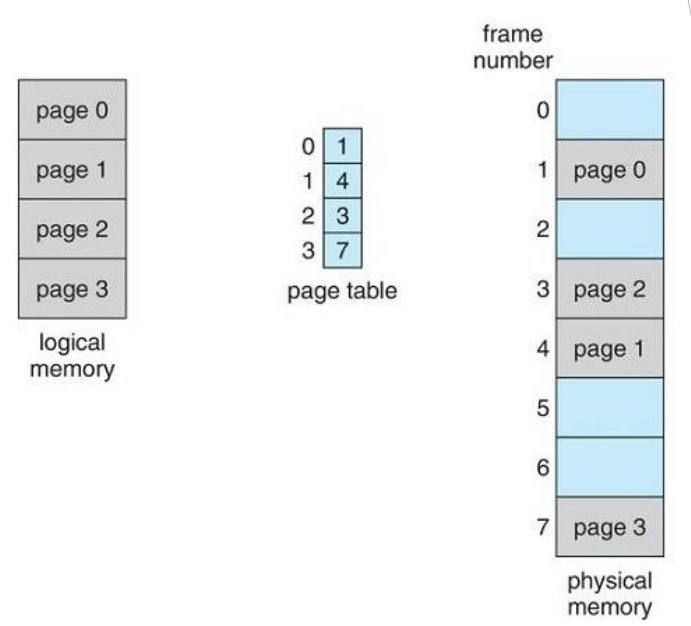 page 0
page 1
page 2
page 3
logical
memory
0 1
1 4
2 3
3 7
page table
frame
number
0
1 page 0
2
3 page 2
4 page 1
5
6
7 page 3
physical
memory